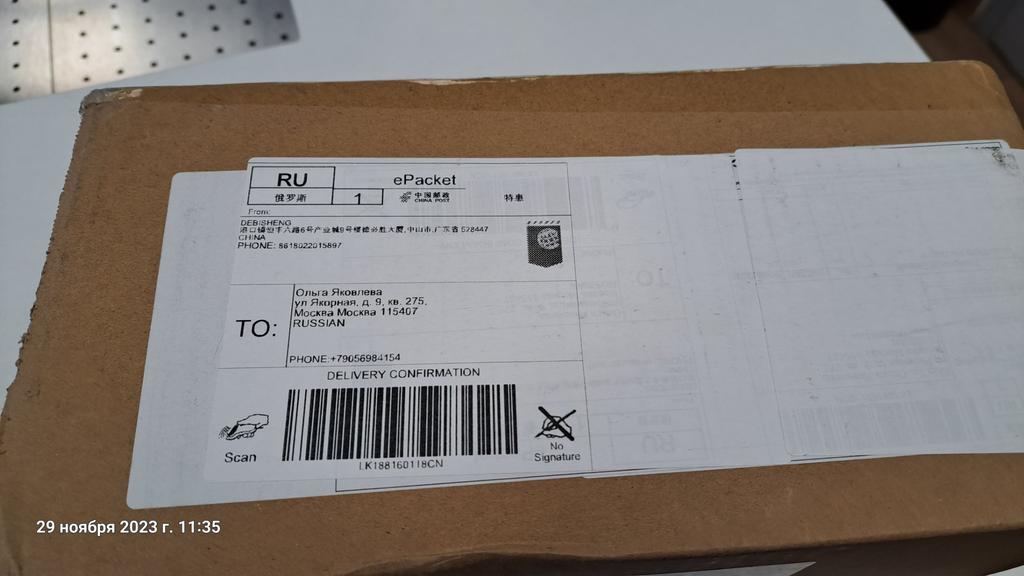 RU
ePacket
俄罗斯
1
中国邮政
CHINA POST
特惠
From:
DEBISHENG
CHINA
PHONE: 8618022015897
TO:
Ольга Яковлева
ул Якорная, д. 9, кв. 275,
Москва Москва 115407
RUSSIAN
PHONE:+79056984154
DELIVERY CONFIRMATION
Scan
No
Signature
LK188160118CN
29 ноября 2023 г. 11:35